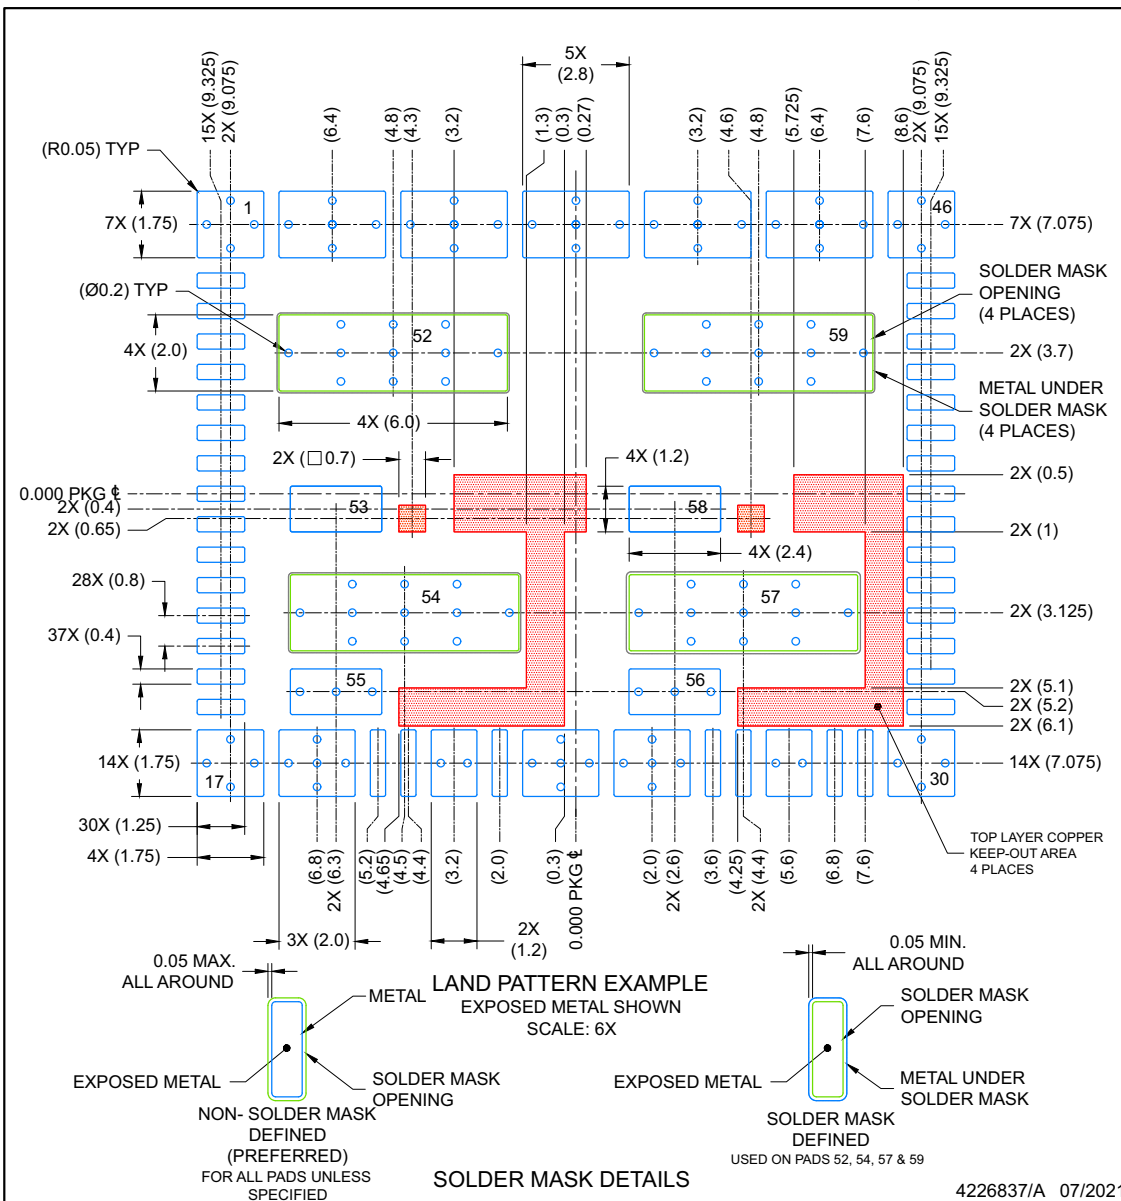 15X (9.325)
2X (9.075)
(6.4)
(4.8)
(4.3)
(3.2)
5X
(2.8)
(1.3)
(0.3)
(0.27)
(3.2)
(4.6)
(4.8)
(5.725)
(6.4)
(7.6)
(8.6)
2X (9.075)
15X (9.325)
(R0.05) TYP
1
46
7X (1.75)
7X (7.075)
(Ø0.2) TYP
SOLDER MASK
OPENING
(4 PLACES)
52
59
4X (2.0)
2X (3.7)
METAL UNDER
SOLDER MASK
(4 PLACES)
4X (6.0)
2X (□0.7)
4X (1.2)
2X (0.5)
0.000 PKG ℄
2X (0.4)
2X (0.65)
53
58
2X (1)
4X (2.4)
28X (0.8)
54
57
2X (3.125)
37X (0.4)
55
56
2X (5.1)
2X (5.2)
2X (6.1)
14X (1.75)
17
30
14X (7.075)
30X (1.25)
4X (1.75)
(6.8)
2X (6.3)
(5.2)
(4.65)
(4.5)
(4.4)
(3.2)
(2.0)
(0.3)
0.000 PKG ℄
(2.0)
2X (2.6)
(3.6)
(4.25)
2X (4.4)
(5.6)
(6.8)
(7.6)
TOP LAYER COPPER
KEEP-OUT AREA
4 PLACES
3X (2.0)
2X
(1.2)
0.05 MAX.
ALL AROUND
LAND PATTERN EXAMPLE
EXPOSED METAL SHOWN
SCALE: 6X
0.05 MIN.
ALL AROUND
METAL
EXPOSED METAL
SOLDER MASK
OPENING
NON- SOLDER MASK
DEFINED
(PREFERRED)
FOR ALL PADS UNLESS
SPECIFIED
SOLDER MASK
OPENING
EXPOSED METAL
METAL UNDER
SOLDER MASK
SOLDER MASK
DEFINED
USED ON PADS 52, 54, 57 & 59
SOLDER MASK DETAILS
4226837/A 07/2021